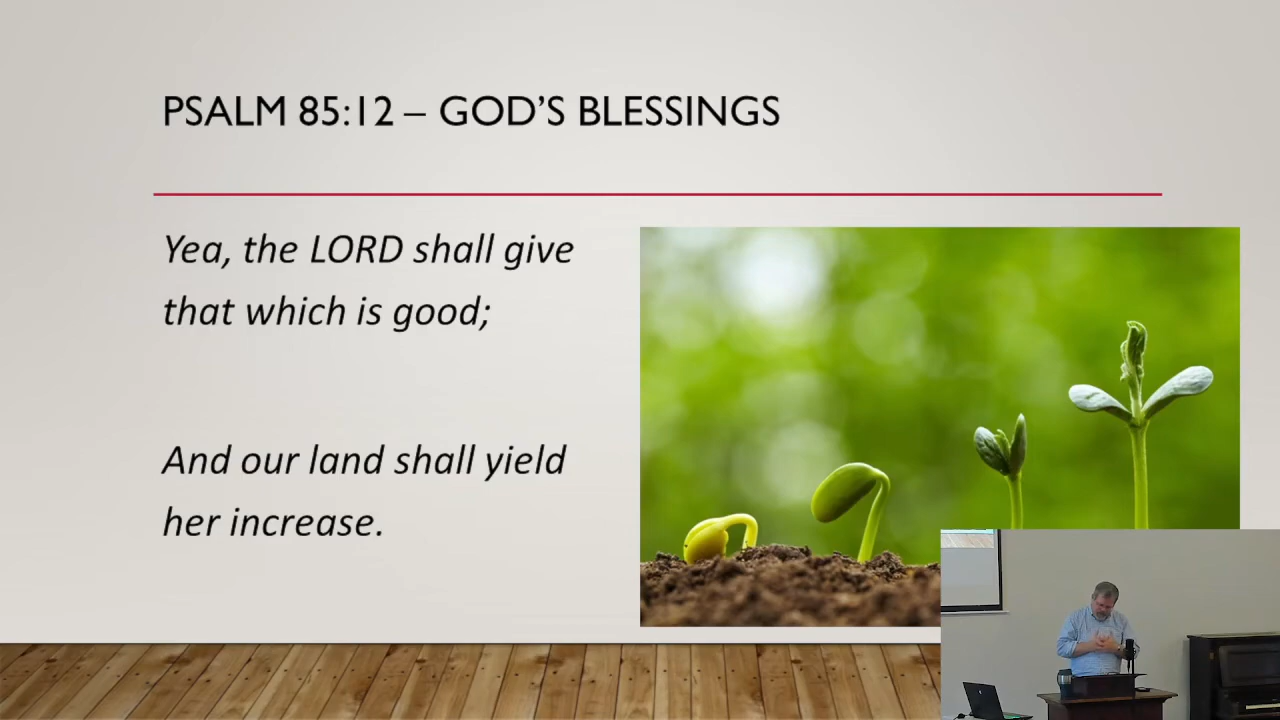 PSALM 85:12 – GOD’S BLESSINGS
Yea, the LORD shall give
that which is good;
And our land shall yield
her increase.